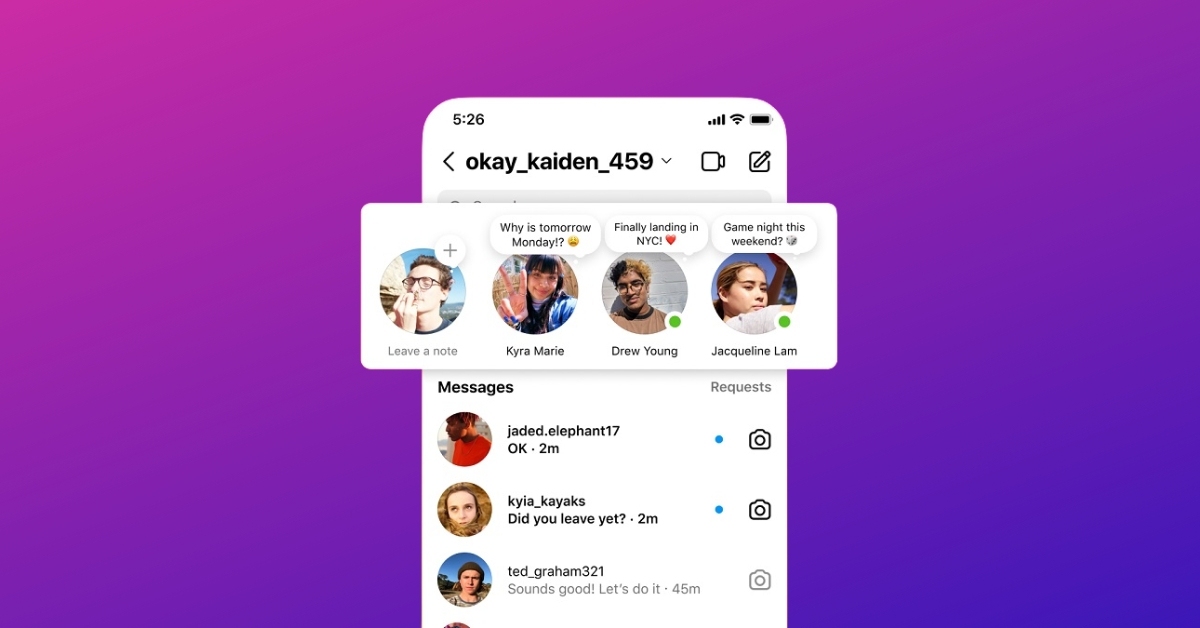 5:26
okay_kaiden_459
Why is tomorrow
Monday!? 😩
Finally landing in
NYC! ❤️
Game night this
weekend? 🎲
Leave a note
Kyra Marie
Drew Young
Jacqueline Lam
Messages
Requests
jaded.elephant17
OK · 2m
kyia_kayaks
Did you leave yet? · 2m
ted_graham321
Sounds good! Let's do it · 45m